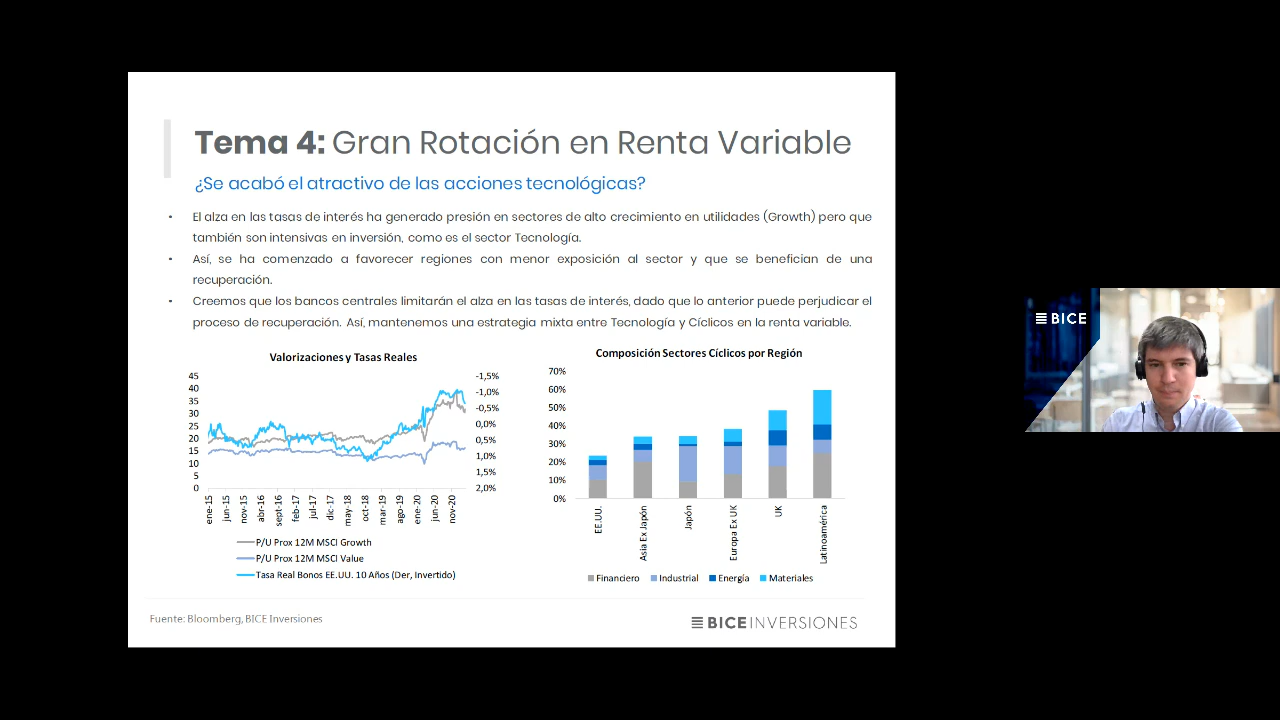 Tema 4: Gran Rotación en Renta Variable
¿Se acabó el atractivo de las acciones tecnológicas?
• El alza en las tasas de interés ha generado presión en sectores de alto crecimiento en utilidades (Growth) pero que
también son intensivas en inversión, como es el sector Tecnología.
• Así, se ha comenzado a favorecer regiones con menor exposición al sector y que se benefician de una
recuperación.
• Creemos que los bancos centrales limitarán el alza en las tasas de interés, dado que lo anterior puede perjudicar el
proceso de recuperación. Así, mantenemos una estrategia mixta entre Tecnología y Cíclicos en la renta variable.
Valorizaciones y Tasas Reales
45
40
35
30
25
20
15
10
5
0
-1,5%
-1,0%
-0,5%
0,0%
0,5%
1,0%
1,5%
2,0%
ene-15
jun-15
nov-15
abr-16
sept-16
feb-17
jul-17
dic-17
may-18
oct-18
mar-19
ago-19
ene-20
jun-20
nov-20
P/U Prox 12M MSCI Growth
P/U Prox 12M MSCI Value
Tasa Real Bonos EE.UU. 10 Años (Der, Invertido)
Composición Sectores Cíclicos por Región
70%
60%
50%
40%
30%
20%
10%
0%
EE.UU.
Asia Ex Japón
Japón
Europa Ex UK
UK
Latinoamérica
Financiero Industrial Energía Materiales
Fuente: Bloomberg, BICE Inversiones
BICEINVERSIONES
BICE